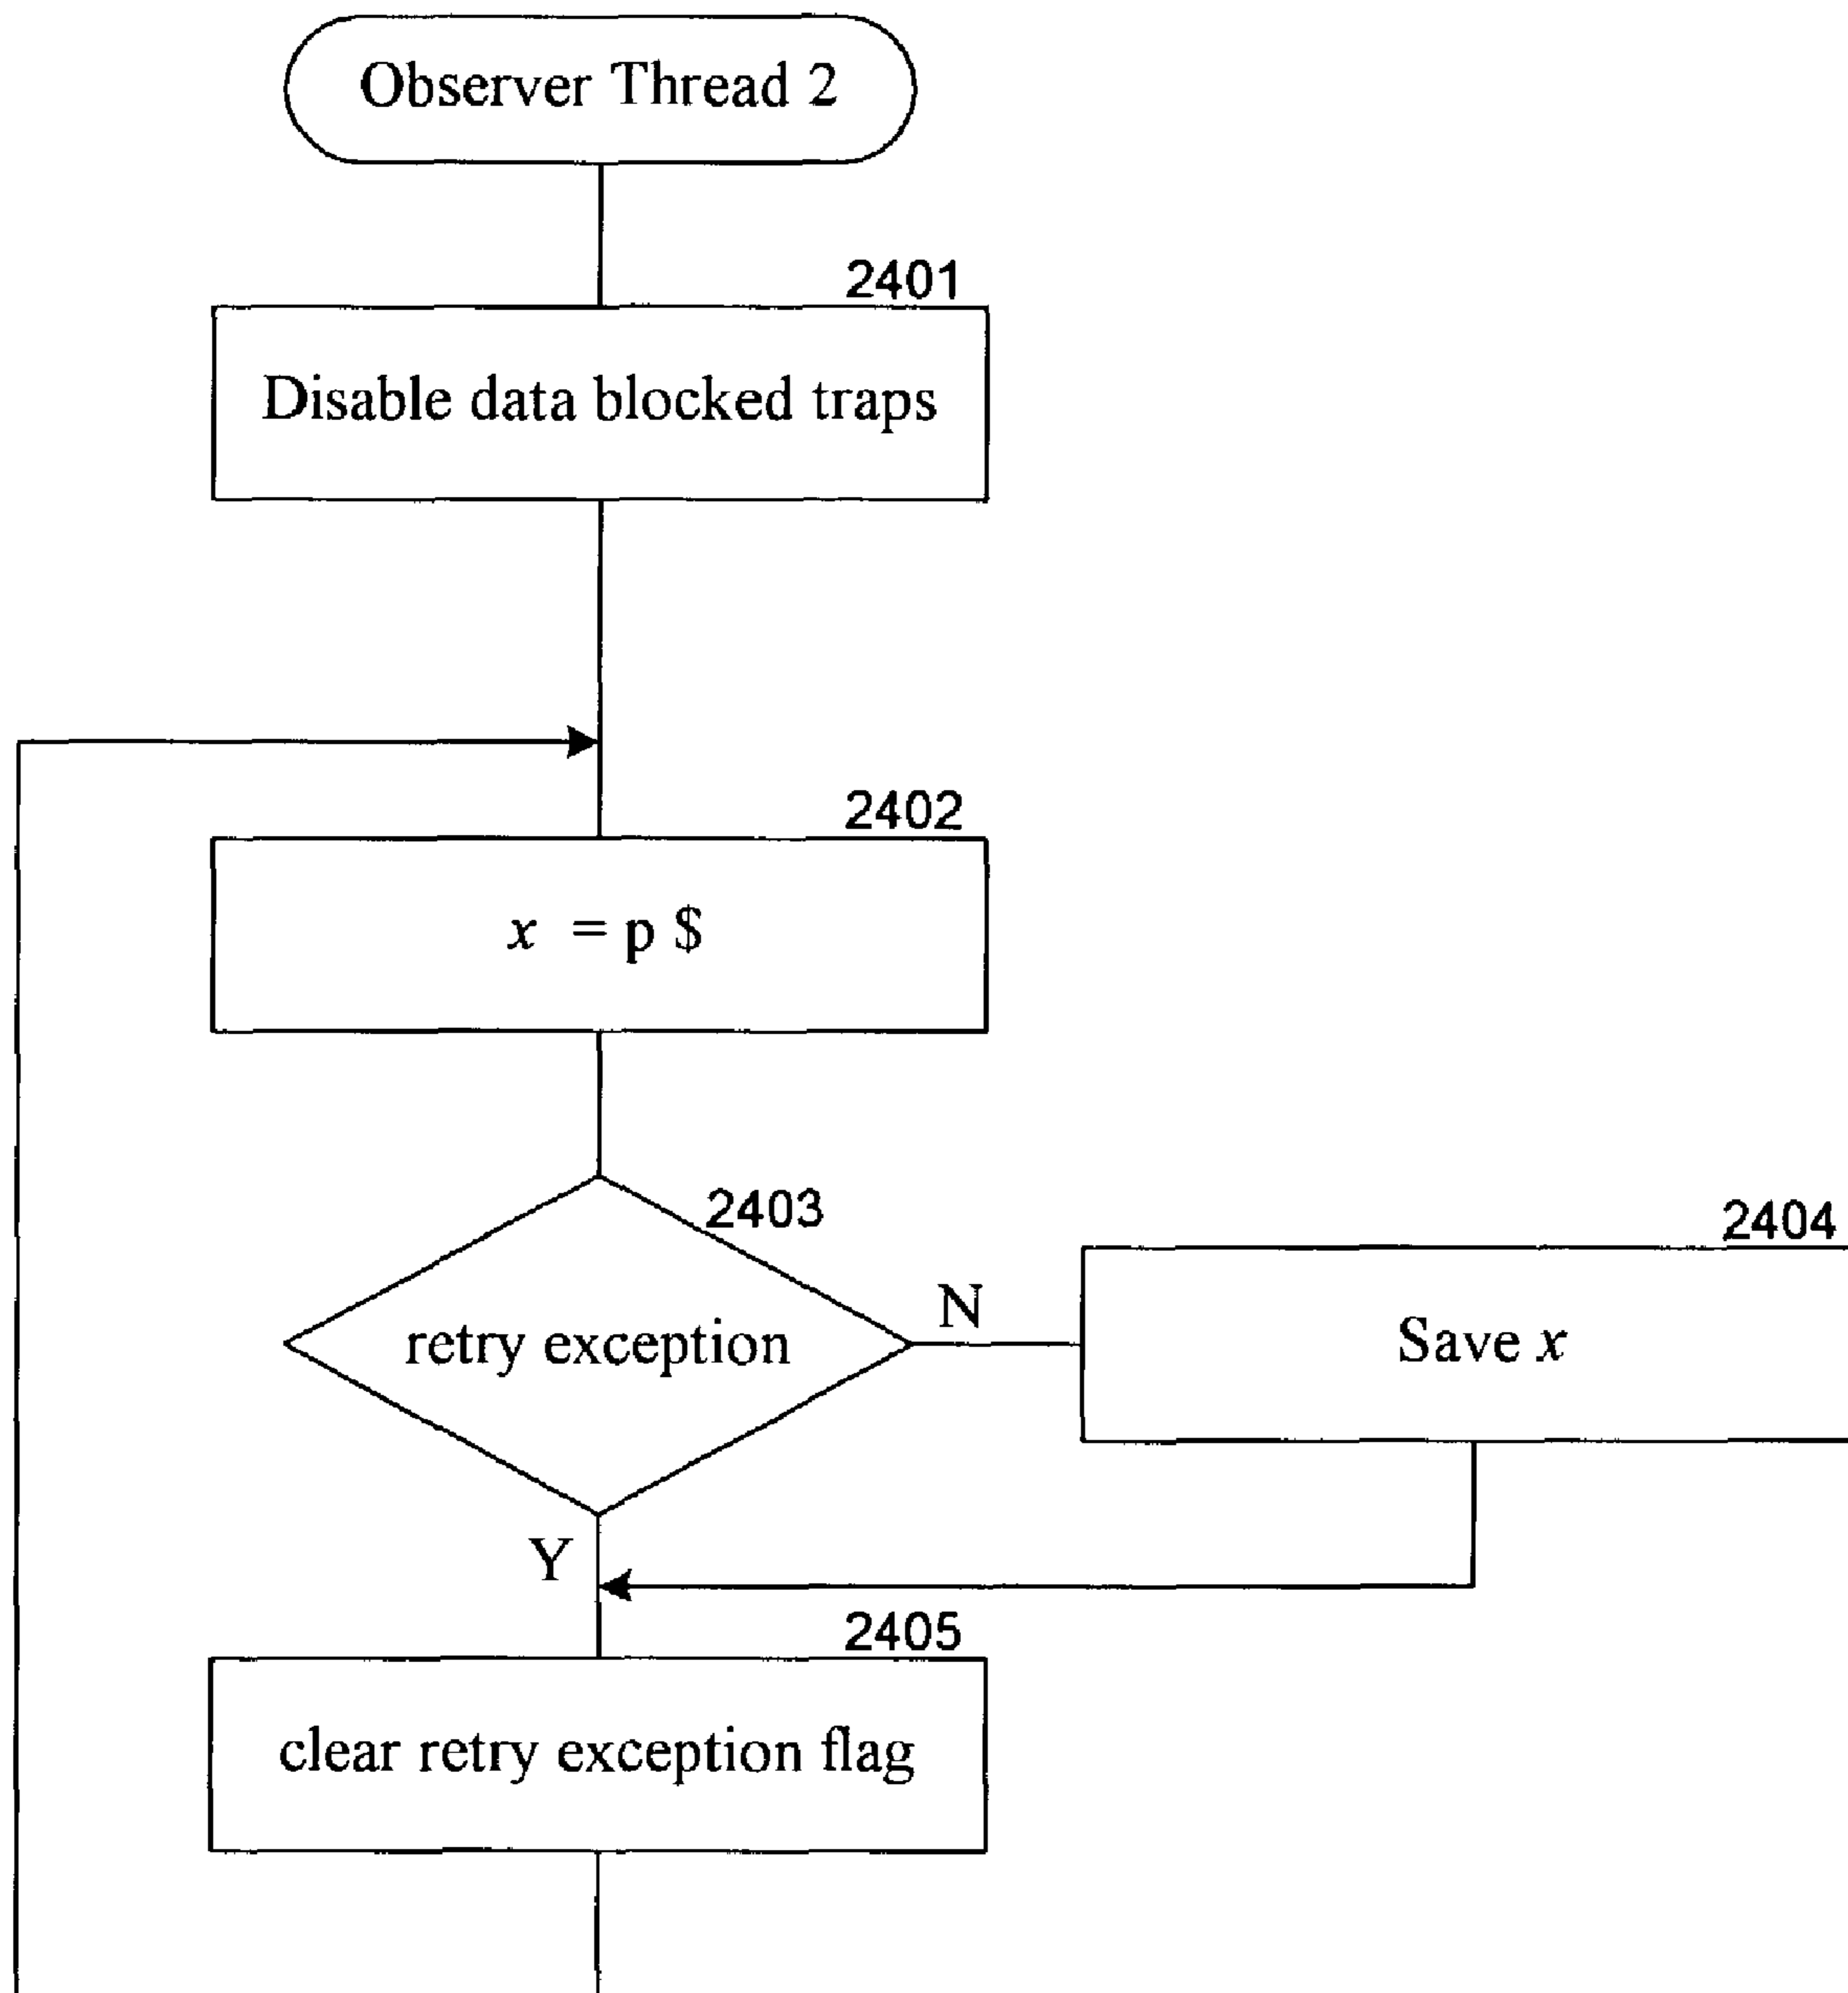 Observer Thread 2
2401
Disable data blocked traps
2402
x = p $
2403
retry exception
N
2404
Save x
Y
2405
clear retry exception flag